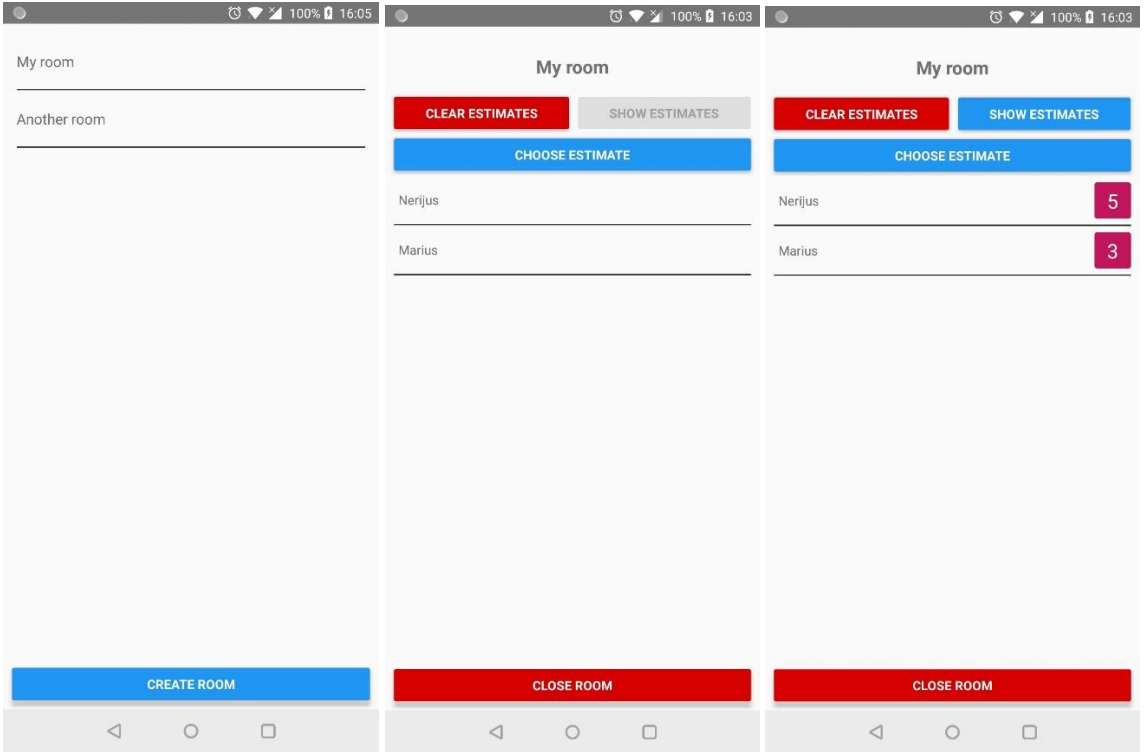 100% 16:05
My room
Another room
CREATE ROOM
100% 16:03
My room
CLEAR ESTIMATES SHOW ESTIMATES
CHOOSE ESTIMATE
Nerijus
Marius
CLOSE ROOM
100% 16:03
My room
CLEAR ESTIMATES SHOW ESTIMATES
CHOOSE ESTIMATE
Nerijus 5
Marius 3
CLOSE ROOM